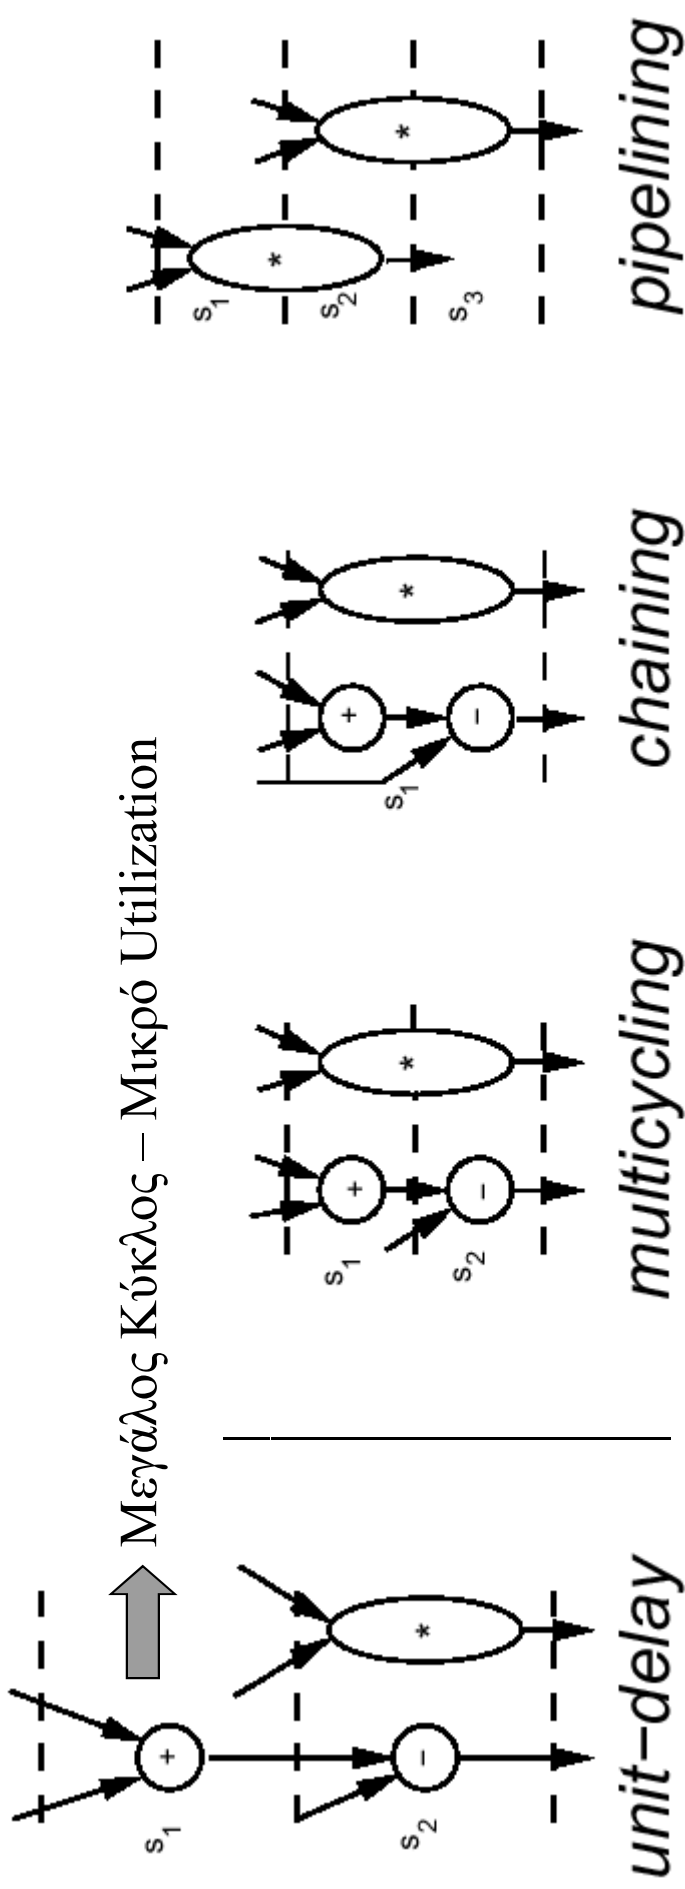 Μεγάλος Κύκλος – Μικρό Utilization
s1
+
s2
−
*
unit−delay
s1
+
s2
−
*
multicycling
s1
+
−
*
chaining
s1
s2
s3
*
*
pipelining